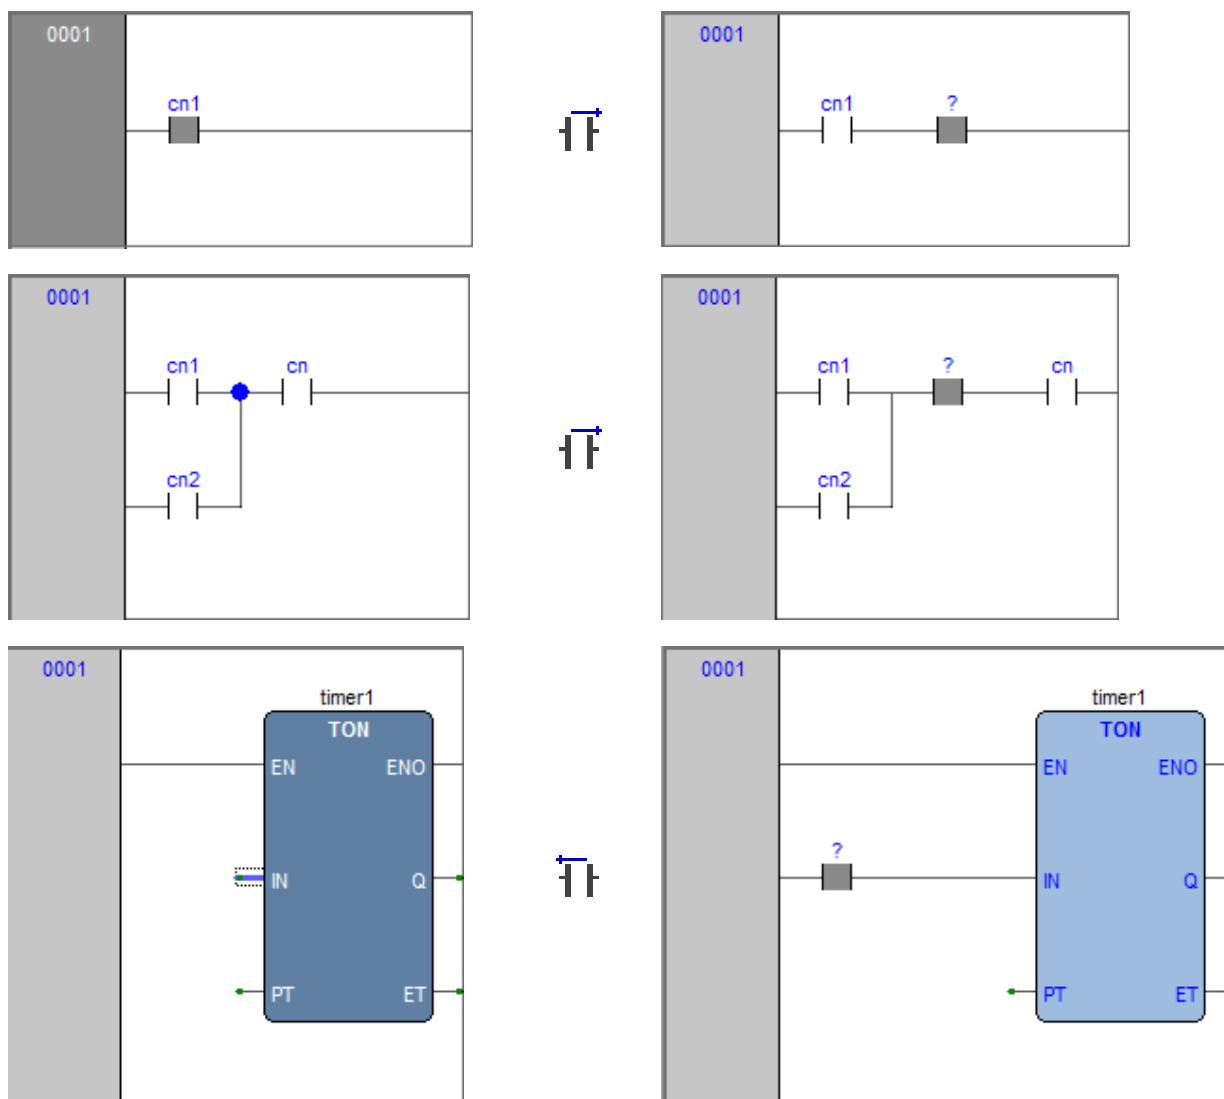 0001
0001
cn1
cn1 ?
0001
0001
cn1 cn
cn1 ? cn
cn2
cn2
0001
0001
timer1
TON
EN ENO
IN Q
PT ET
timer1
TON
EN ENO
?
IN Q
PT ET